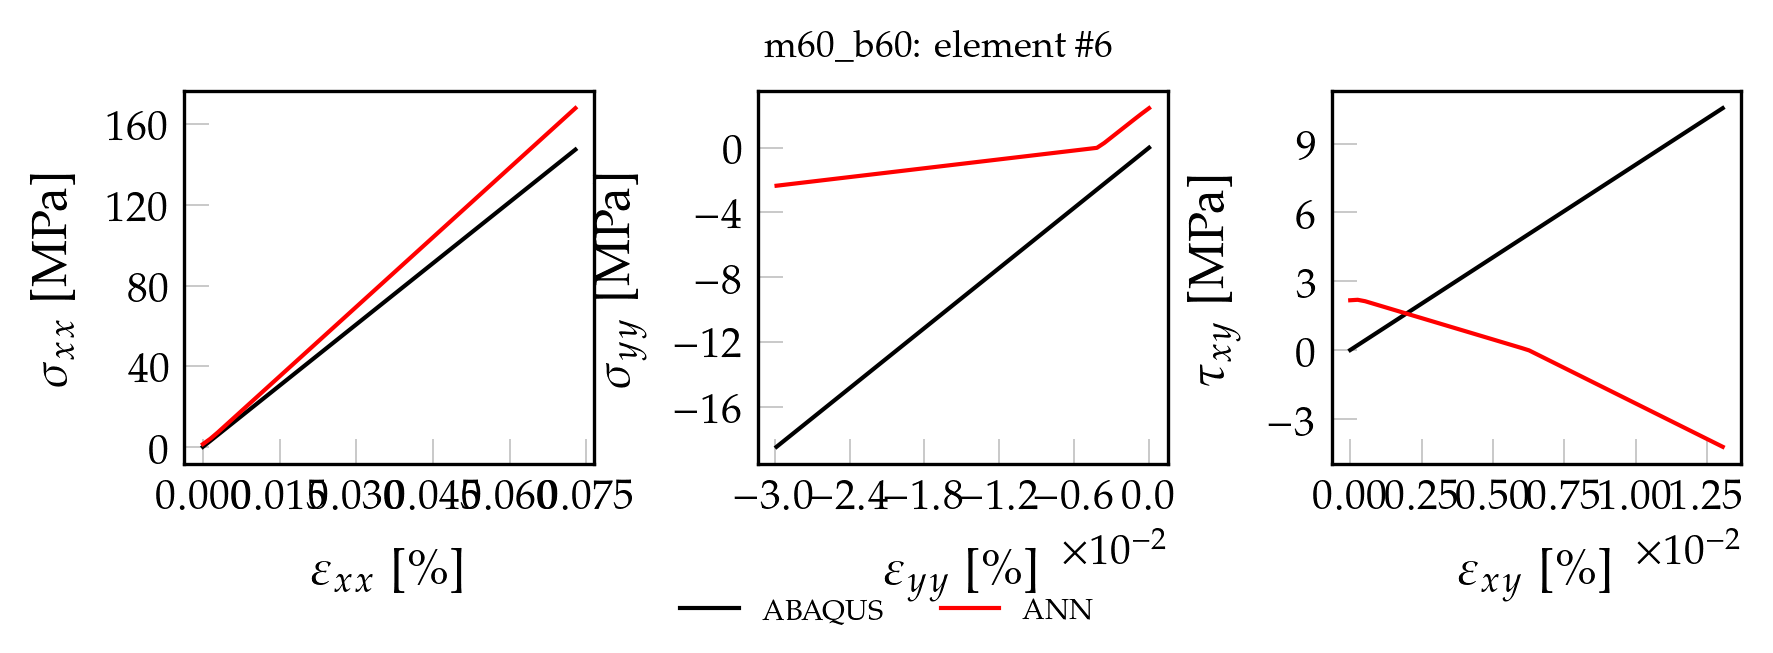 m60_b60: element #6
160
120
80
40
0
σxx [MPa]
0.000 0.015 0.030 0.045 0.060 0.075
εxx [%]
0
−4
−8
−12
−16
σyy [MPa]
−3.0 −2.4 −1.8 −1.2 −0.6 0.0
×10−2
εyy [%]
9
6
3
0
−3
τxy [MPa]
0.00 0.25 0.50 0.75 1.00 1.25
×10−2
εxy [%]
ABAQUS ANN